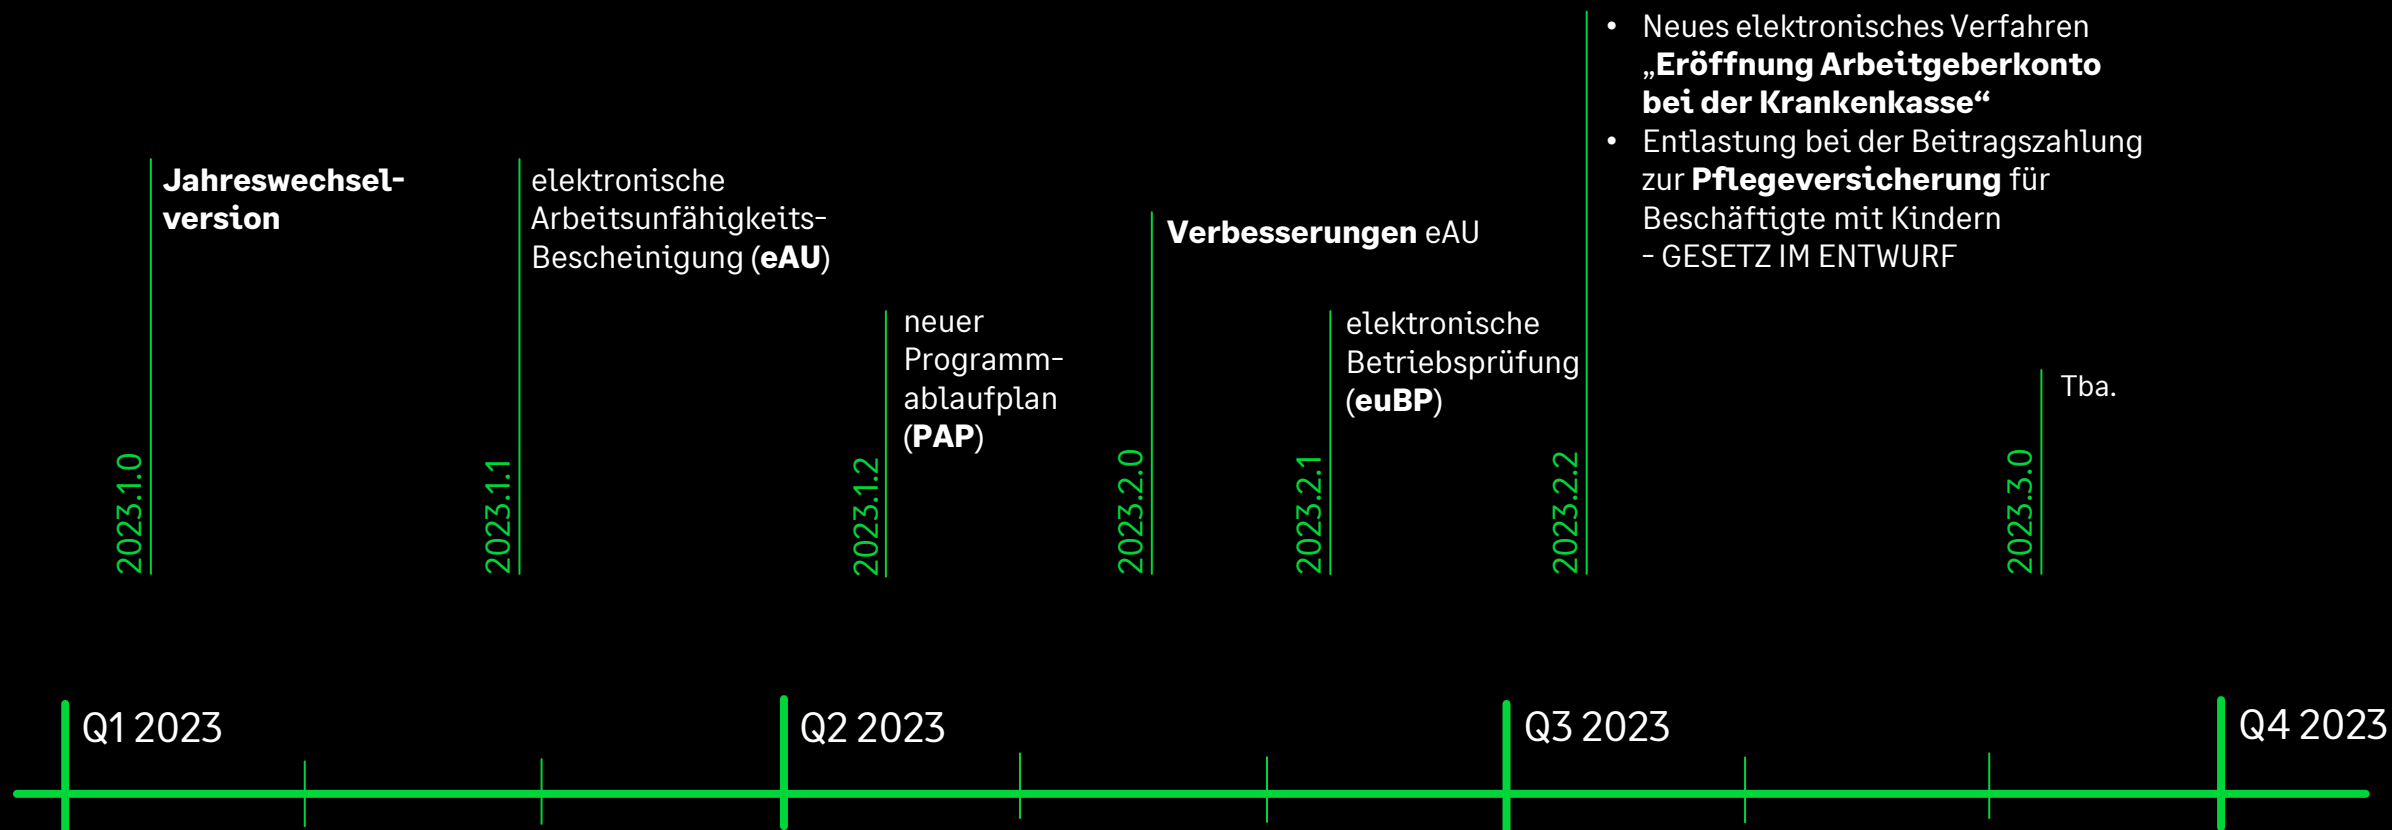 • Neues elektronisches Verfahren
„Eröffnung Arbeitgeberkonto
bei der Krankenkasse“
• Entlastung bei der Beitragszahlung
zur Pflegeversicherung für
Beschäftigte mit Kindern
- GESETZ IM ENTWURF
Jahreswechsel-
version
elektronische
Arbeitsunfähigkeits-
Bescheinigung (eAU)
Verbesserungen eAU
neuer
Programm-
ablaufplan
(PAP)
elektronische
Betriebsprüfung
(euBP)
Tba.
2023.1.0
2023.1.1
2023.1.2
2023.2.0
2023.2.1
2023.2.2
2023.3.0
Q1 2023
Q2 2023
Q3 2023
Q4 2023